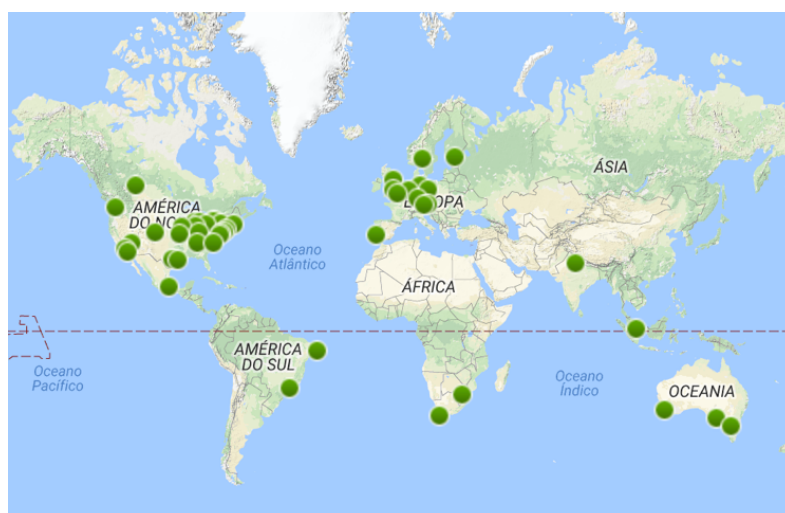 ÁSIA
AMÉRICA
DO NO
EUROPA
Oceano
Atlântico
ÁFRICA
AMÉRICA
DO SUL
Oceano
Pacífico
Oceano
Índico
OCEANIA